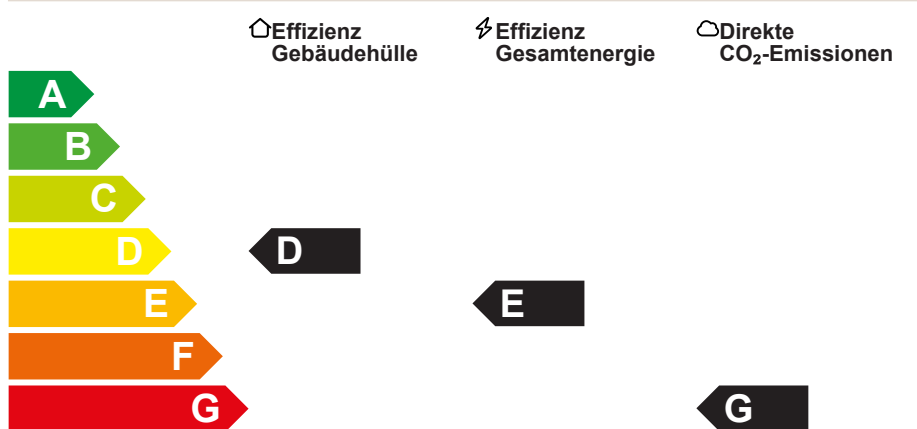 Effizienz
Gebäudehülle
Effizienz
Gesamtenergie
Direkte
CO₂-Emissionen
A
B
C
D D
E E
F
G G